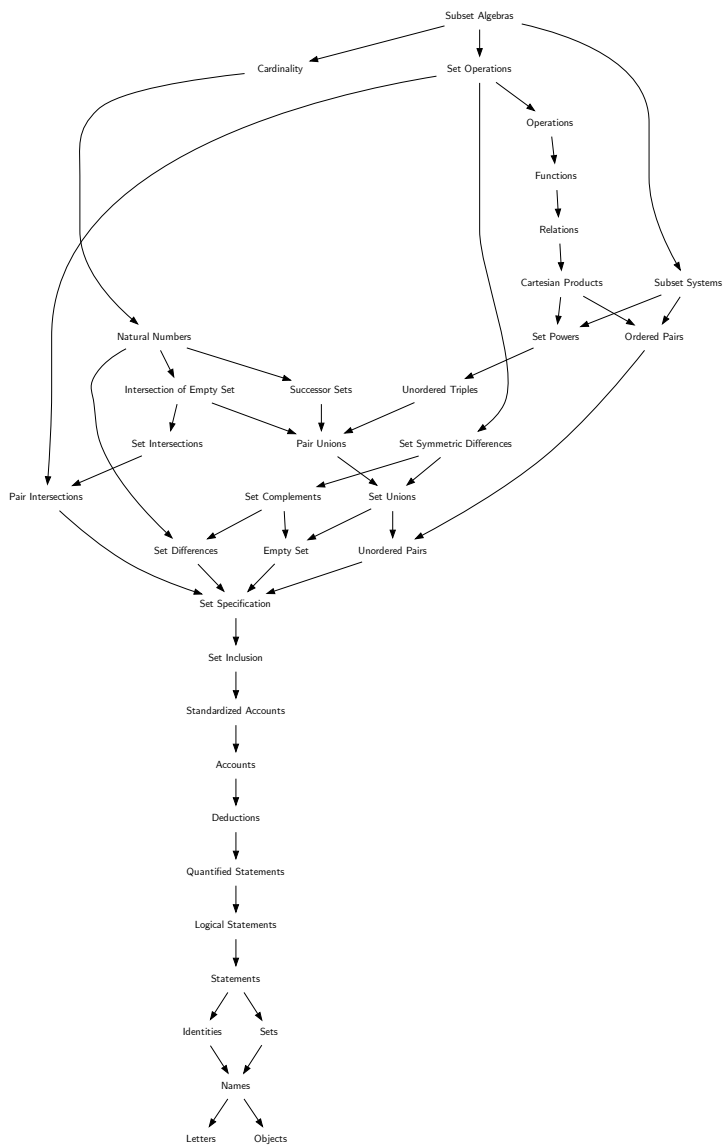 Subset Algebras
Cardinality
Set Operations
Operations
Functions
Relations
Cartesian Products
Subset Systems
Natural Numbers
Set Powers
Ordered Pairs
Intersection of Empty Set
Successor Sets
Unordered Triples
Set Intersections
Pair Unions
Set Symmetric Differences
Pair Intersections
Set Complements
Set Unions
Set Differences
Empty Set
Unordered Pairs
Set Specification
Set Inclusion
Standardized Accounts
Accounts
Deductions
Quantified Statements
Logical Statements
Statements
Identities
Sets
Names
Letters
Objects